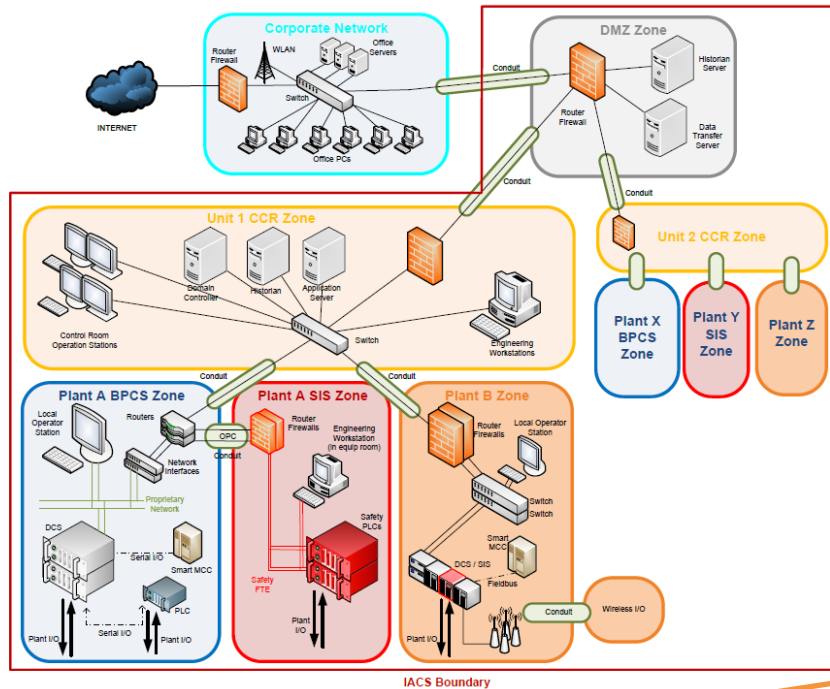 Corporate Network
Router
Firewall
WLAN
Office
Servers
Switch
INTERNET
Office PCs
Conduit
DMZ Zone
Historian
Server
Router
Firewall
Data
Transfer
Server
Conduit
Conduit
Unit 1 CCR Zone
Domain
Controller
Historian
Application
Server
Control Room
Operation Stations
Switch
Engineering
Workstations
Unit 2 CCR Zone
Plant X
BPCS
Zone
Plant Y
SIS
Zone
Plant Z
Zone
Conduit
Conduit
Plant A BPCS Zone
Local
Operator
Station
Routers
Network
Interfaces
Proprietary
Network
DCS
Serial I/O
Smart MCC
PLC
Serial I/O
Plant I/O
Plant I/O
OPC
Conduit
Plant A SIS Zone
Router
Firewalls
Engineering
Workstation
(in equip room)
Safety
PLCs
Safety
FTE
Plant I/O
Plant B Zone
Router
Firewalls
Local Operator
Station
Switch
Switch
Smart
MCC
DCS / SIS
Fieldbus
Plant I/O
Conduit
Wireless I/O
IACS Boundary